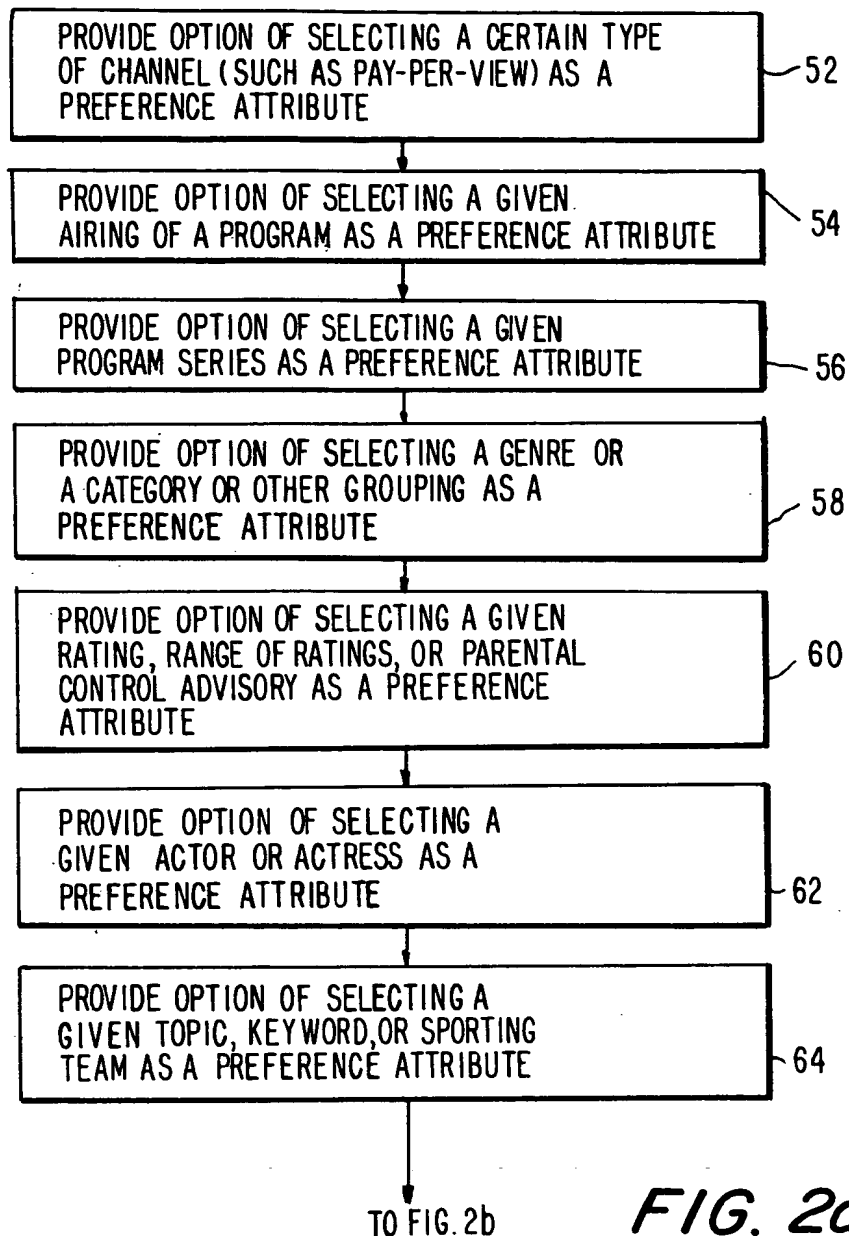 PROVIDE OPTION OF SELECTING A CERTAIN TYPE
OF CHANNEL (SUCH AS PAY-PER-VIEW) AS A
PREFERENCE ATTRIBUTE
52
PROVIDE OPTION OF SELECTING A GIVEN
AIRING OF A PROGRAM AS A PREFERENCE ATTRIBUTE
54
PROVIDE OPTION OF SELECTING A GIVEN
PROGRAM SERIES AS A PREFERENCE ATTRIBUTE
56
PROVIDE OPTION OF SELECTING A GENRE OR
A CATEGORY OR OTHER GROUPING AS A
PREFERENCE ATTRIBUTE
58
PROVIDE OPTION OF SELECTING A GIVEN
RATING, RANGE OF RATINGS, OR PARENTAL
CONTROL ADVISORY AS A PREFERENCE
ATTRIBUTE
60
PROVIDE OPTION OF SELECTING A
GIVEN ACTOR OR ACTRESS AS A
PREFERENCE ATTRIBUTE
62
PROVIDE OPTION OF SELECTING A
GIVEN TOPIC, KEYWORD, OR SPORTING
TEAM AS A PREFERENCE ATTRIBUTE
64
TO FIG. 2b
FIG.